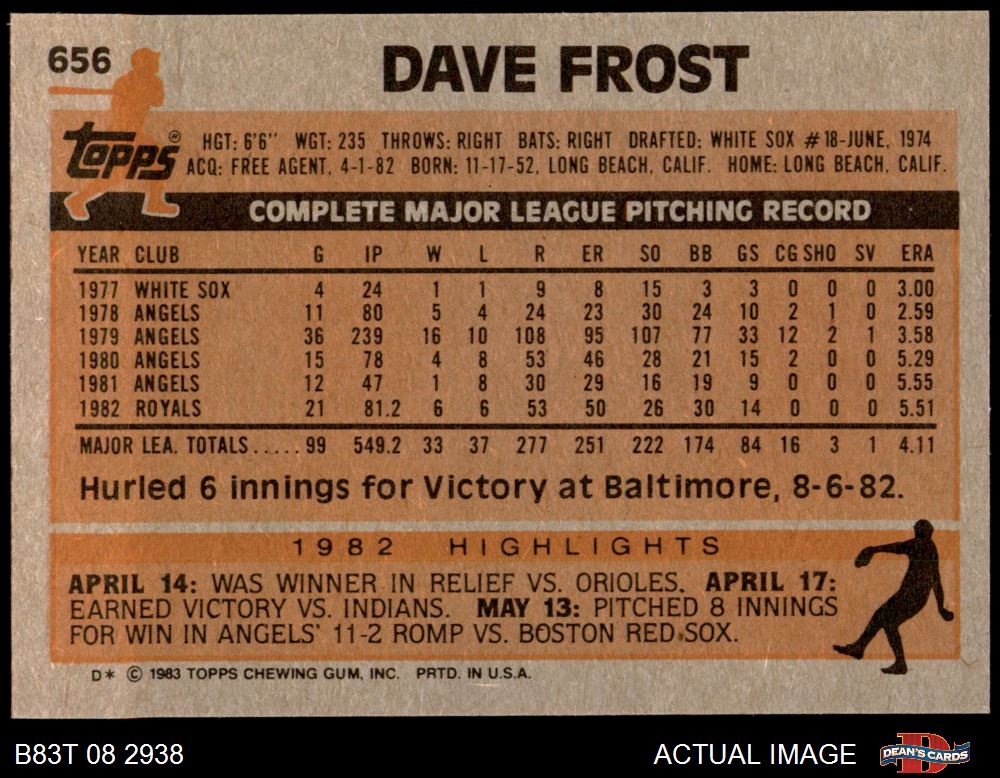 656
DAVE FROST
Topps®
HGT: 6'6" WGT: 235 THROWS: RIGHT BATS: RIGHT DRAFTED: WHITE SOX #18-JUNE, 1974
ACQ: FREE AGENT, 4-1-82 BORN: 11-17-52, LONG BEACH, CALIF. HOME: LONG BEACH, CALIF.
COMPLETE MAJOR LEAGUE PITCHING RECORD
YEAR CLUB G IP W L R ER SO BB GS CG SHO SV ERA
1977 WHITE SOX 4 24 1 1 9 8 15 3 3 0 0 0 3.00
1978 ANGELS 11 80 5 4 24 23 30 24 10 2 1 0 2.59
1979 ANGELS 36 239 16 10 108 95 107 77 33 12 2 1 3.58
1980 ANGELS 15 78 4 8 53 46 28 21 15 2 0 0 5.29
1981 ANGELS 12 47 1 8 30 29 16 19 9 0 0 0 5.55
1982 ROYALS 21 81.2 6 6 53 50 26 30 14 0 0 0 5.51
MAJOR LEA. TOTALS..... 99 549.2 33 37 277 251 222 174 84 16 3 1 4.11
Hurled 6 innings for Victory at Baltimore, 8-6-82.
1982 HIGHLIGHTS
APRIL 14: WAS WINNER IN RELIEF VS. ORIOLES. APRIL 17:
EARNED VICTORY VS. INDIANS. MAY 13: PITCHED 8 INNINGS
FOR WIN IN ANGELS' 11-2 ROMP VS. BOSTON RED SOX.
D* © 1983 TOPPS CHEWING GUM, INC. PRTD. IN U.S.A.
B83T 08 2938 ACTUAL IMAGE DEAN'S CARDS